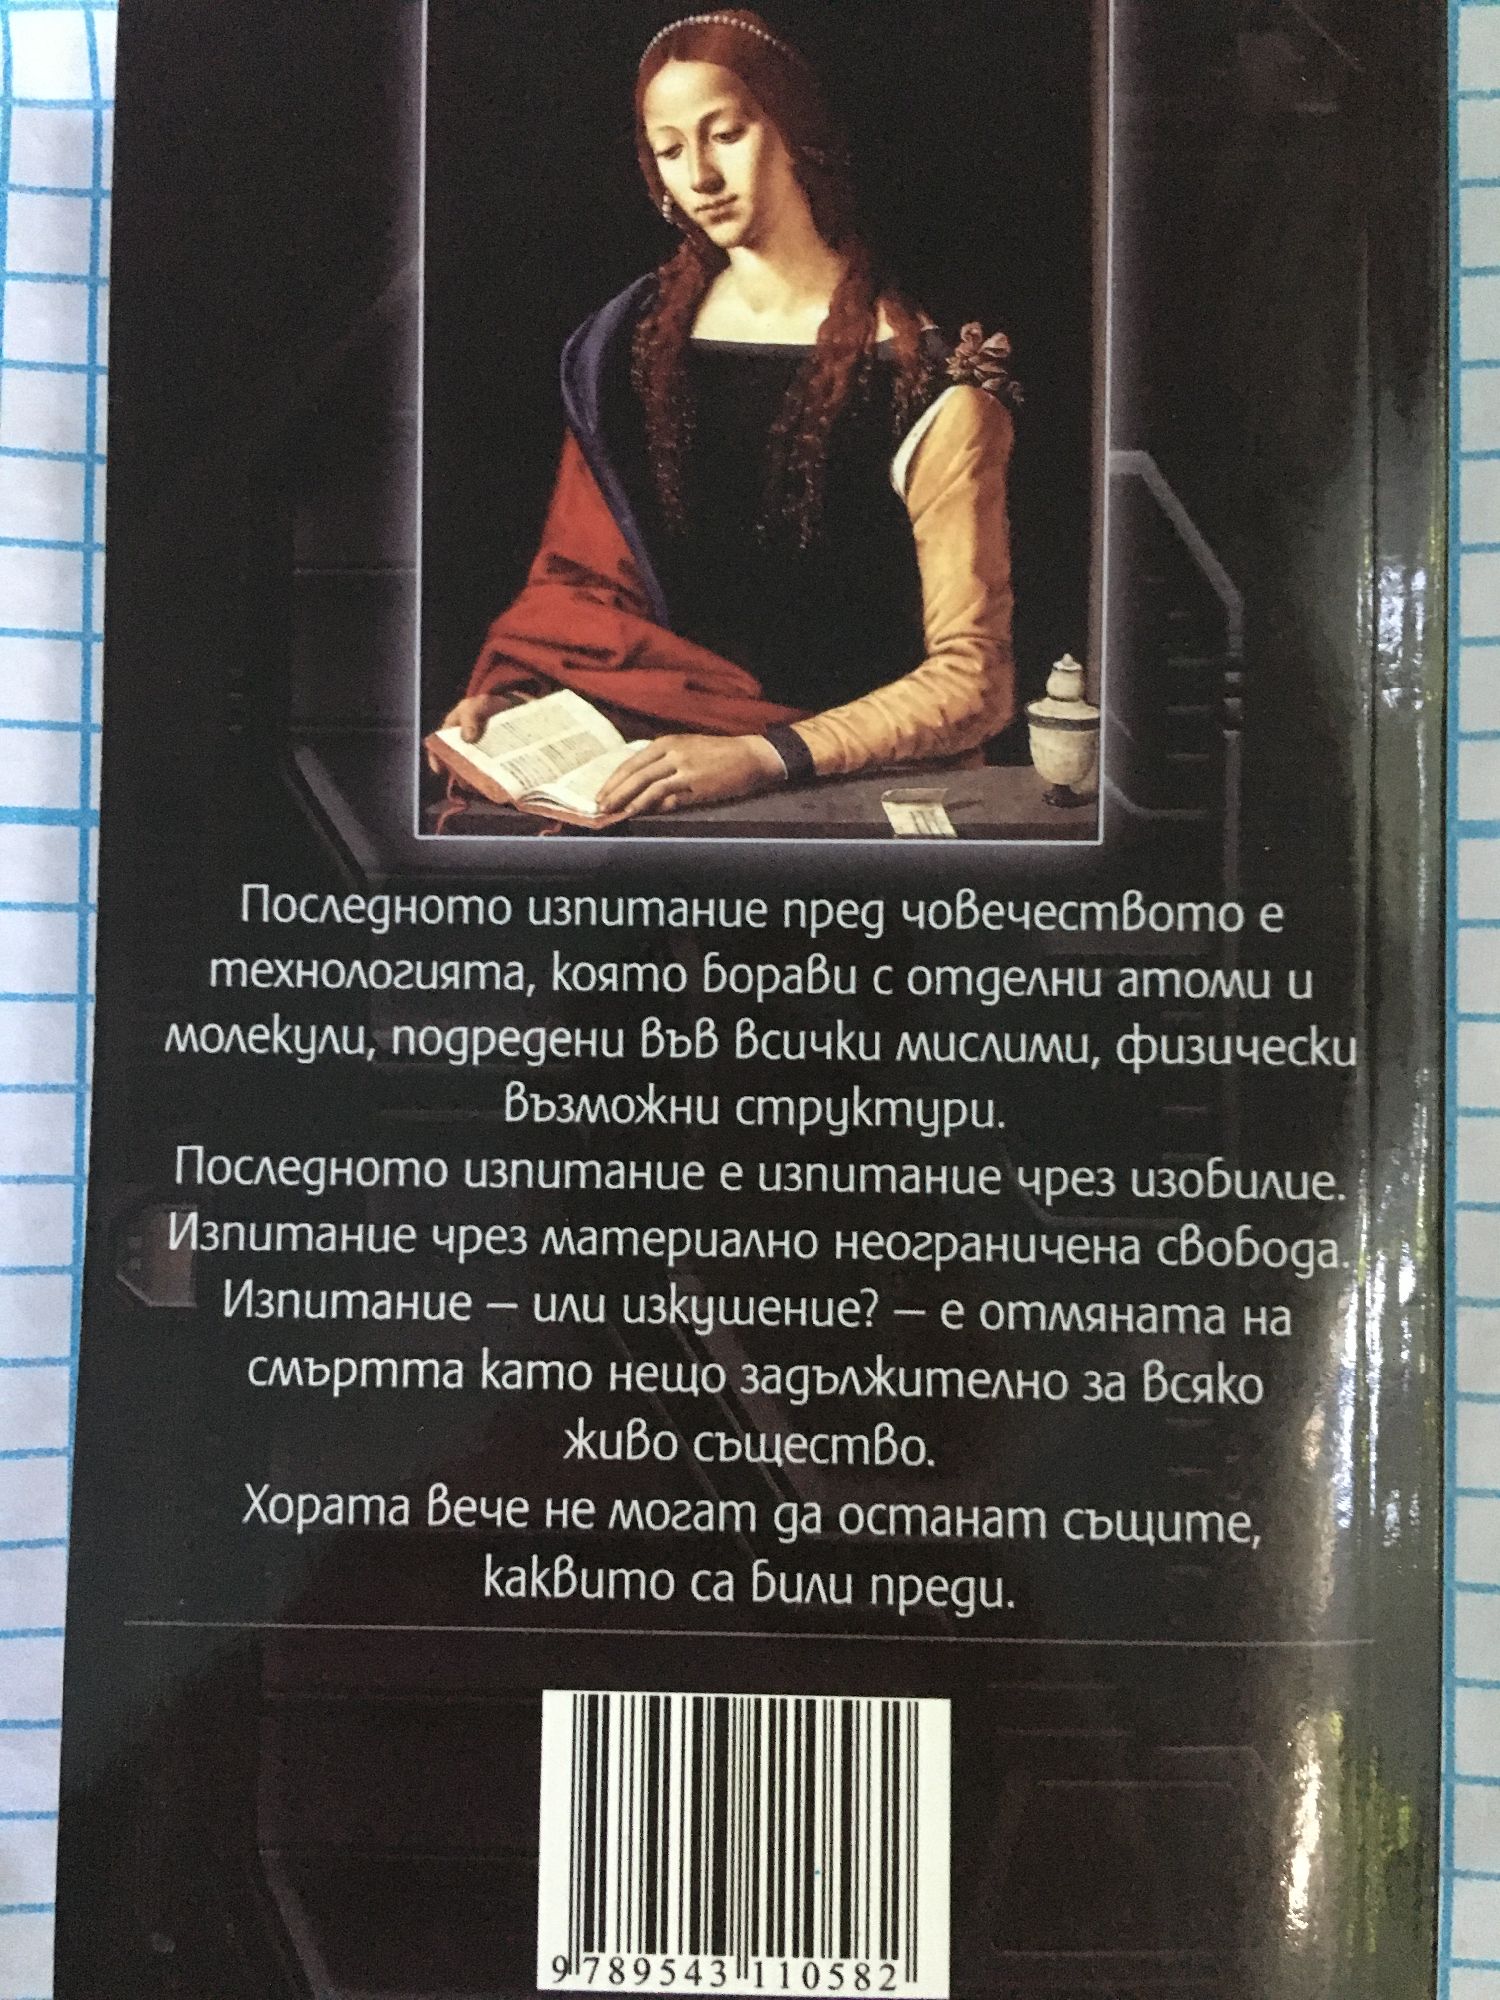 Последното изпитание пред човечеството е
технологията, която борави с отделни атоми и
молекули, подредени във всички мислими, физически
възможни структури.
Последното изпитание е изпитание чрез изобилие.
Изпитание чрез материално неограничена свобода.
Изпитание – или изкушение? – е отмяната на
смъртта като нещо задължително за всяко
живо същество.
Хората вече не могат да останат същите,
каквито са били преди.
9 789543 110582